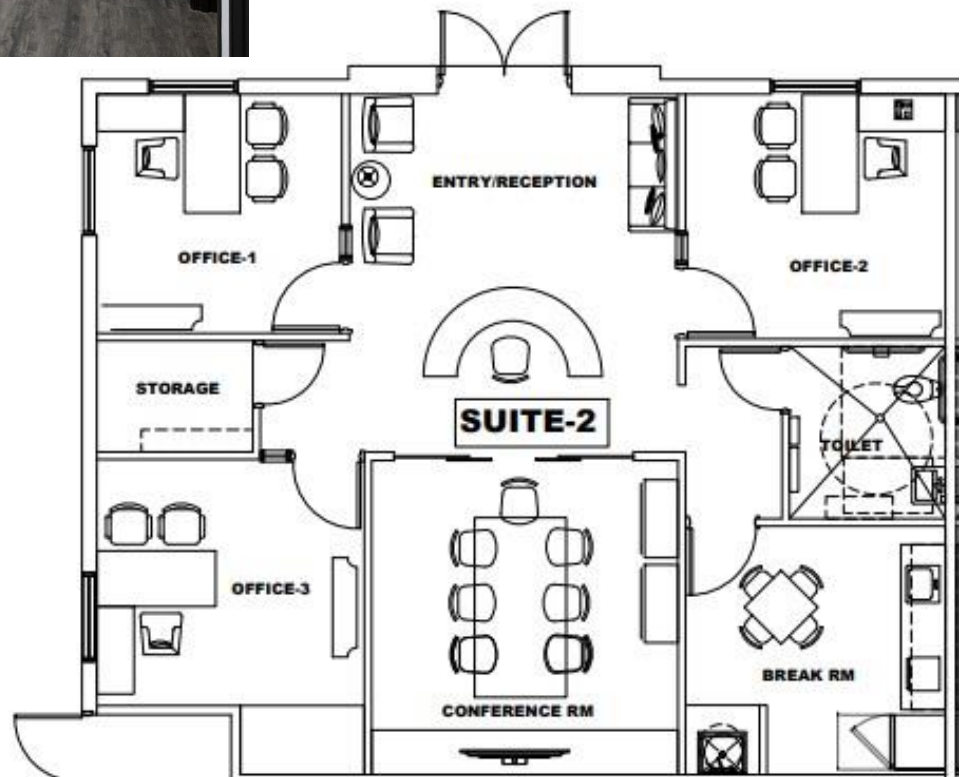 ENTRY/RECEPTION
OFFICE-1
OFFICE-2
STORAGE
SUITE-2
TOILET
OFFICE-3
BREAK RM
CONFERENCE RM